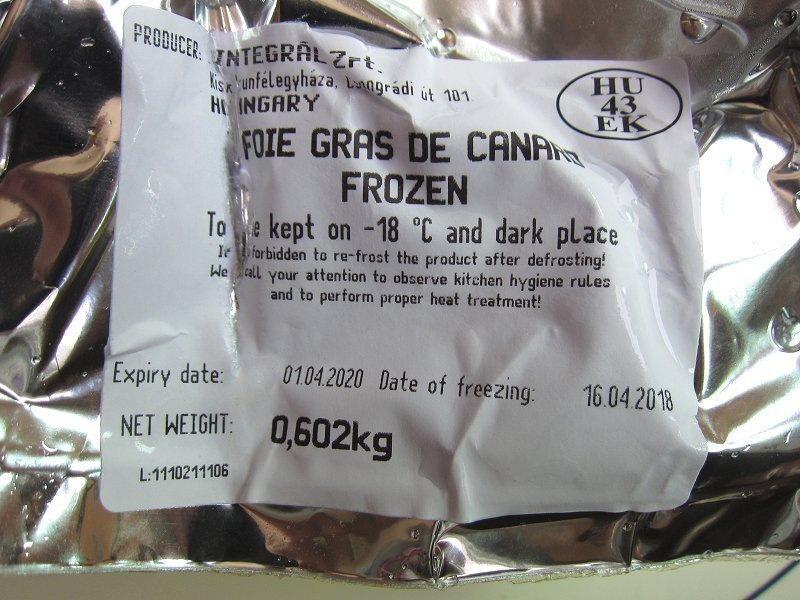 PRODUCER: INTEGRÁL Zrt.
Kiskunfélegyháza, út 101.
HUNGARY
HU
43
EK
FOIE GRAS DE CANARD
FROZEN
To be kept on -18 °C and dark place
It is forbidden to re-frost the product after defrosting!
We call your attention to observe kitchen hygiene rules
and to perform proper heat treatment!
Expiry date: 01.04.2020 Date of freezing: 16.04.2018
NET WEIGHT: 0,602kg
L:1110211106